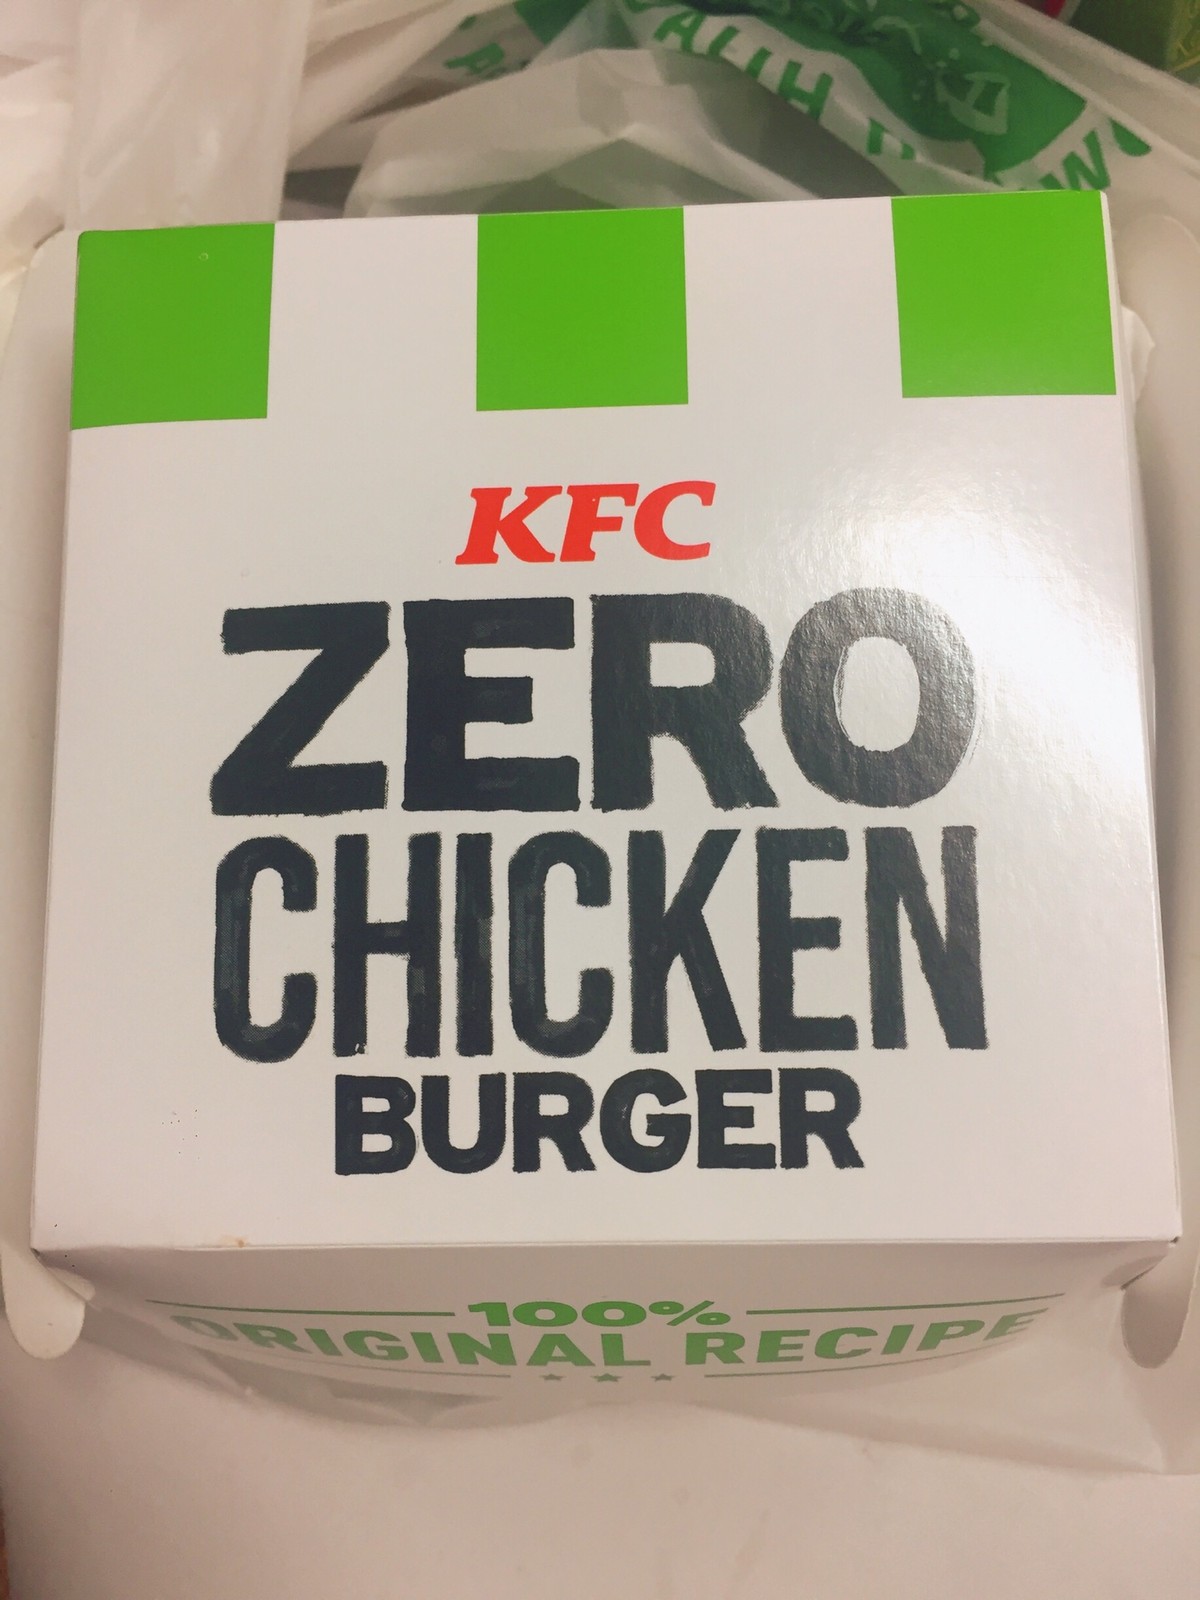 KFC
ZERO
CHICKEN
BURGER
100%
ORIGINAL RECIPE